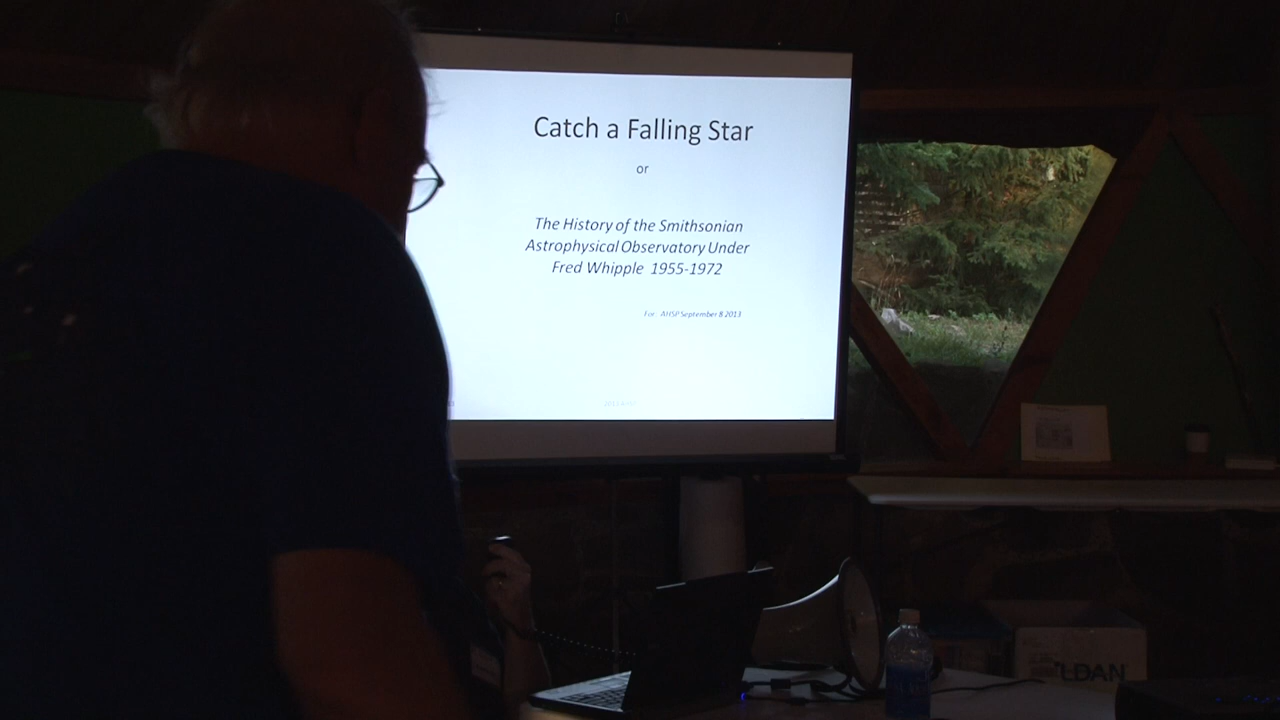 Catch a Falling Star
or
The History of the Smithsonian
Astrophysical Observatory Under
Fred Whipple 1955-1972
For: AHSP September 8 2013
LDAN